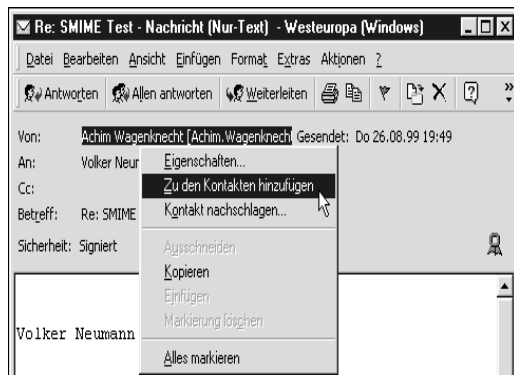 Re: SMIME Test - Nachricht (Nur-Text) - Westeuropa (Windows)
Datei Bearbeiten Ansicht Einfügen Format Extras Aktionen ?
Antworten Allen antworten Weiterleiten
Von: Achim Wagenknecht [Achim.Wagenknech Gesendet: Do 26.08.99 19:49
An: Volker Neur
Cc:
Betreff: Re: SMIME
Sicherheit: Signiert
Eigenschaften...
Zu den Kontakten hinzufügen
Kontakt nachschlagen...
Ausschneiden
Kopieren
Einfügen
Markierung löschen
Alles markieren
Volker Neumann